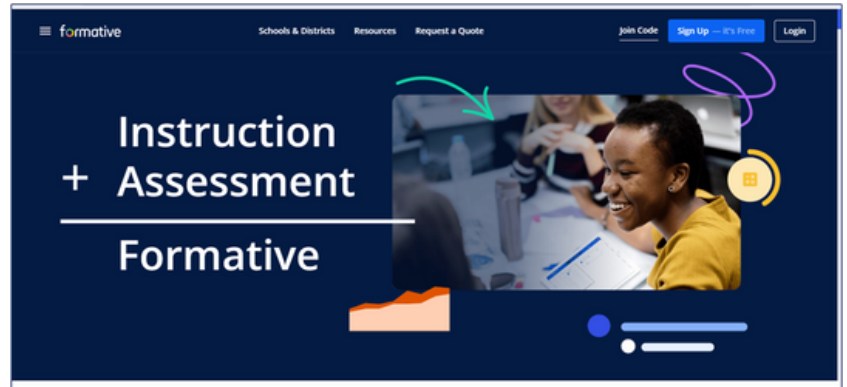 formative
Schools & Districts
Resources
Request a Quote
Join Code
Sign Up — It's Free
Login
Instruction
+ Assessment
Formative